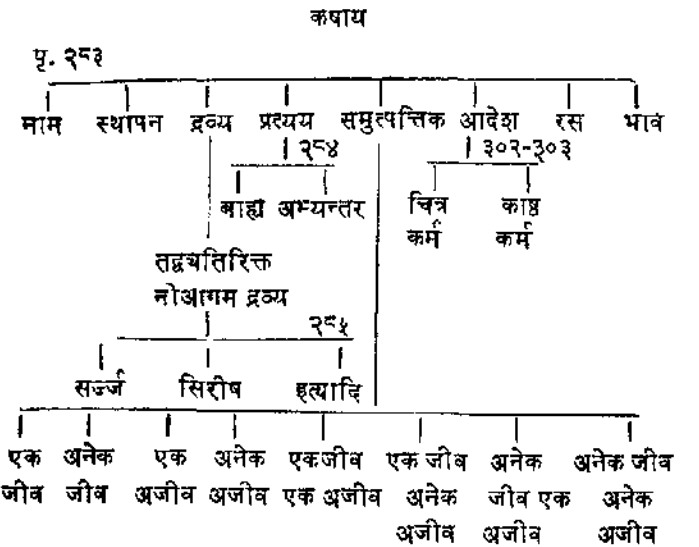 कषाय
पृ. २८३
नाम स्थापन द्रव्य प्रत्यय समुत्पत्तिक आदेश रस भाव
२८४ ३०२-३०३
बाह्य अभ्यन्तर चित्र काष्ठ
कर्म कर्म
तद्वयतिरिक्त
नोआगम द्रव्य
२८५
सर्ज्ज सिरीष इत्यादि
एक अनेक एक अनेक एकजीव एक जीव अनेक अनेक जीव
जीव जीव अजीव अजीव एक अजीव अनेक जीव एक अनेक
अजीव अजीव अजीव